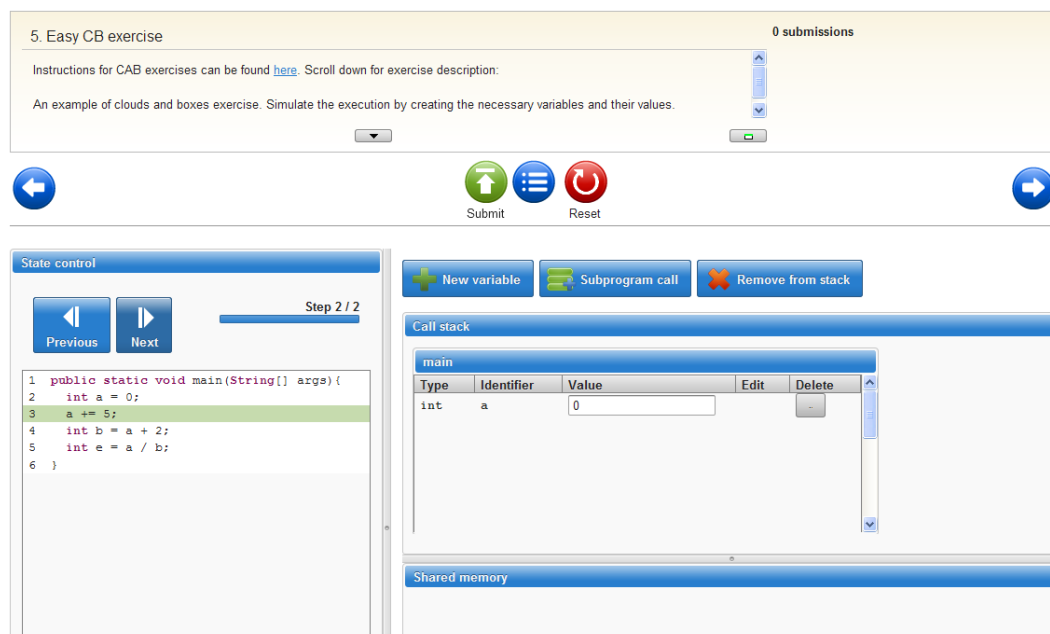 5. Easy CB exercise
0 submissions
Instructions for CAB exercises can be found here. Scroll down for exercise description:
An example of clouds and boxes exercise. Simulate the execution by creating the necessary variables and their values.
Submit
Reset
State control
Previous
Next
Step 2 / 2
1 public static void main(String[] args){
2 int a = 0;
3 a += 5;
4 int b = a + 2;
5 int e = a / b;
6 }
New variable
Subprogram call
Remove from stack
Call stack
main
Type Identifier Value Edit Delete
int a 0 -
Shared memory